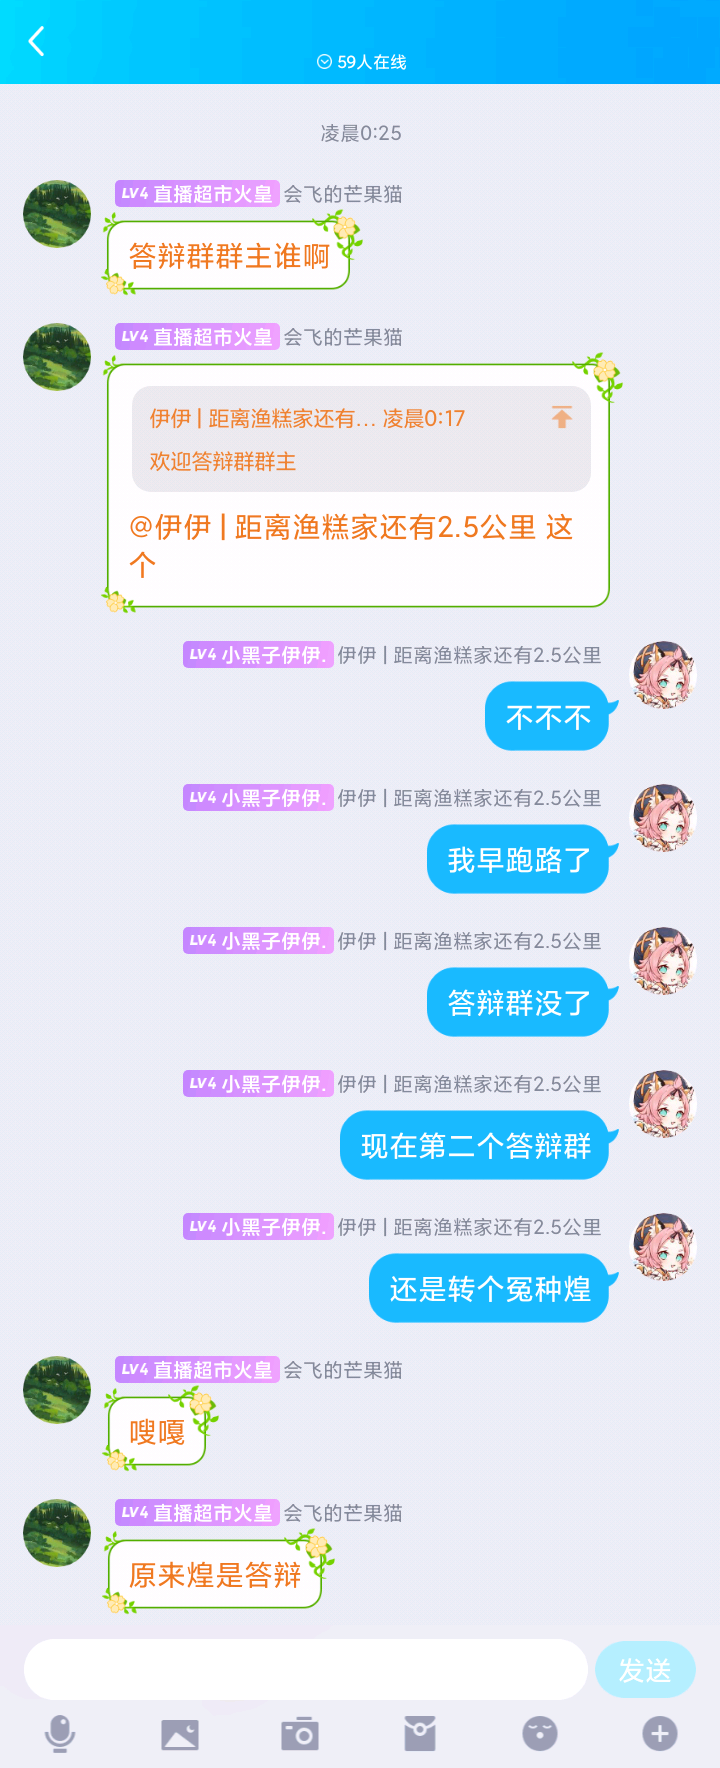 59人在线
凌晨0:25
LV4 直播超市火皇 会飞的芒果猫
答辩群群主谁啊
LV4 直播超市火皇 会飞的芒果猫
伊伊 | 距离渔糕家还有... 凌晨0:17
欢迎答辩群群主
@伊伊 | 距离渔糕家还有2.5公里 这
个
LV4 小黑子伊伊. 伊伊 | 距离渔糕家还有2.5公里
不不不
LV4 小黑子伊伊. 伊伊 | 距离渔糕家还有2.5公里
我早跑路了
LV4 小黑子伊伊. 伊伊 | 距离渔糕家还有2.5公里
答辩群没了
LV4 小黑子伊伊. 伊伊 | 距离渔糕家还有2.5公里
现在第二个答辩群
LV4 小黑子伊伊. 伊伊 | 距离渔糕家还有2.5公里
还是转个冤种煌
LV4 直播超市火皇 会飞的芒果猫
嗖嘎
LV4 直播超市火皇 会飞的芒果猫
原来煌是答辩
发送